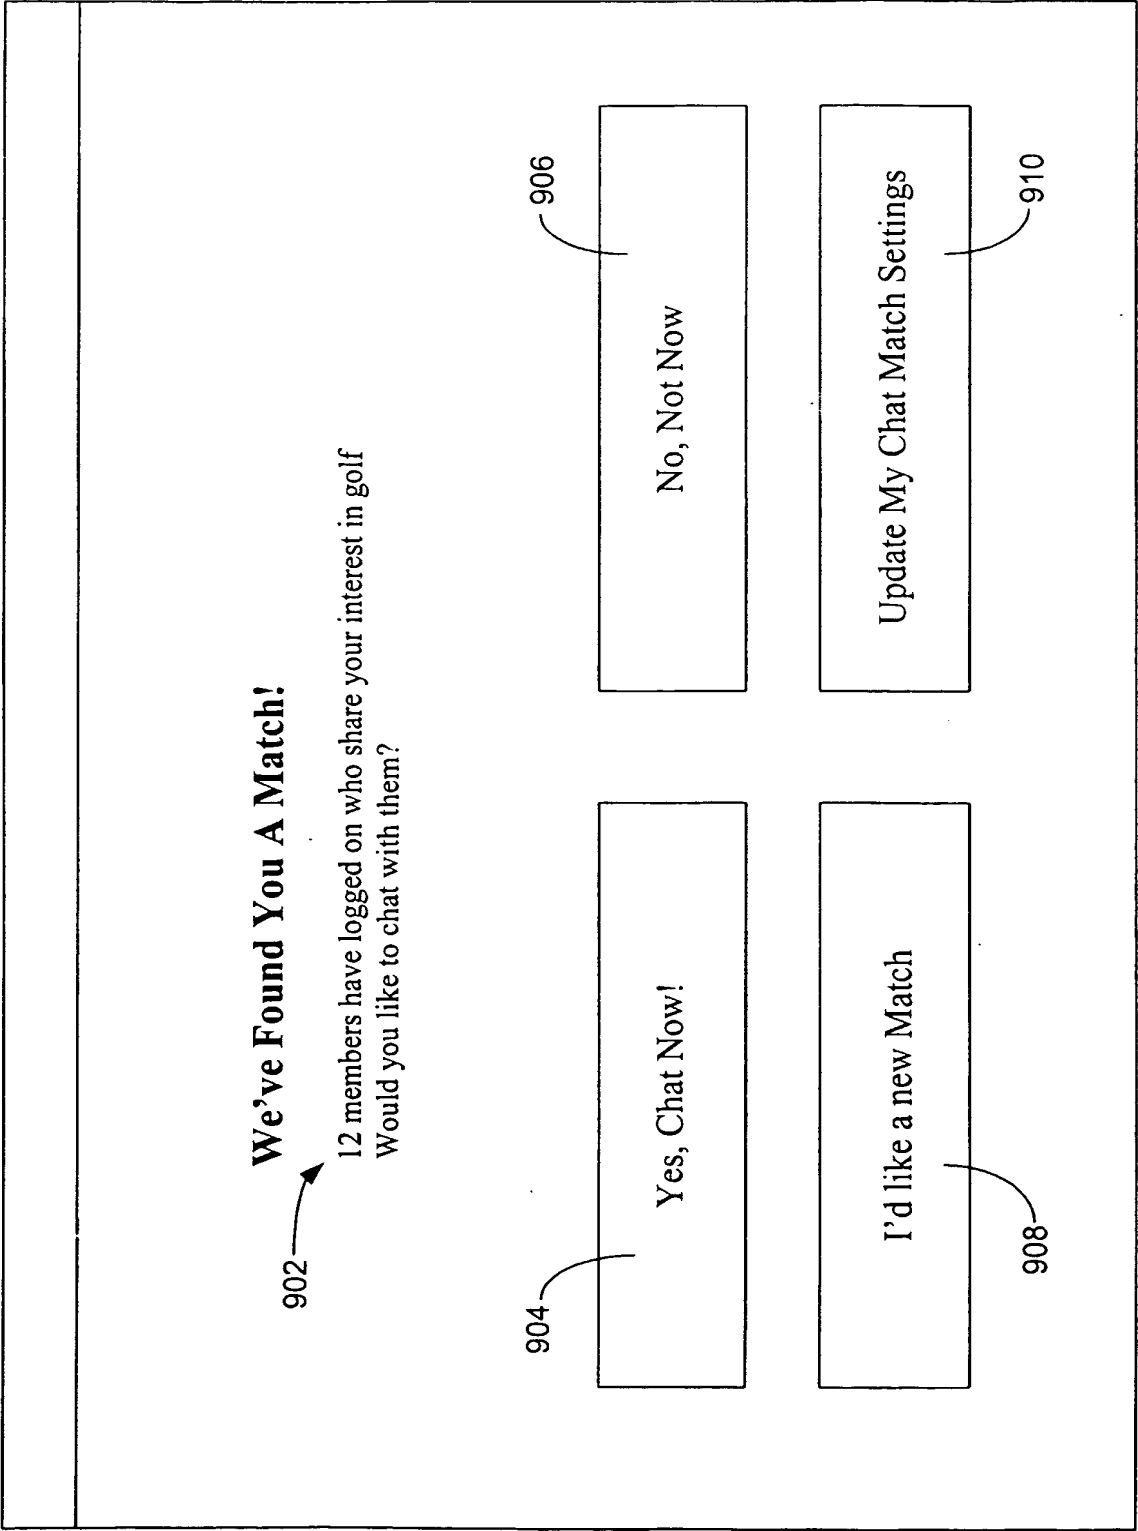 We've Found You A Match!
902
12 members have logged on who share your interest in golf
Would you like to chat with them?
904
906
Yes, Chat Now!
No, Not Now
I'd like a new Match
Update My Chat Match Settings
908
910